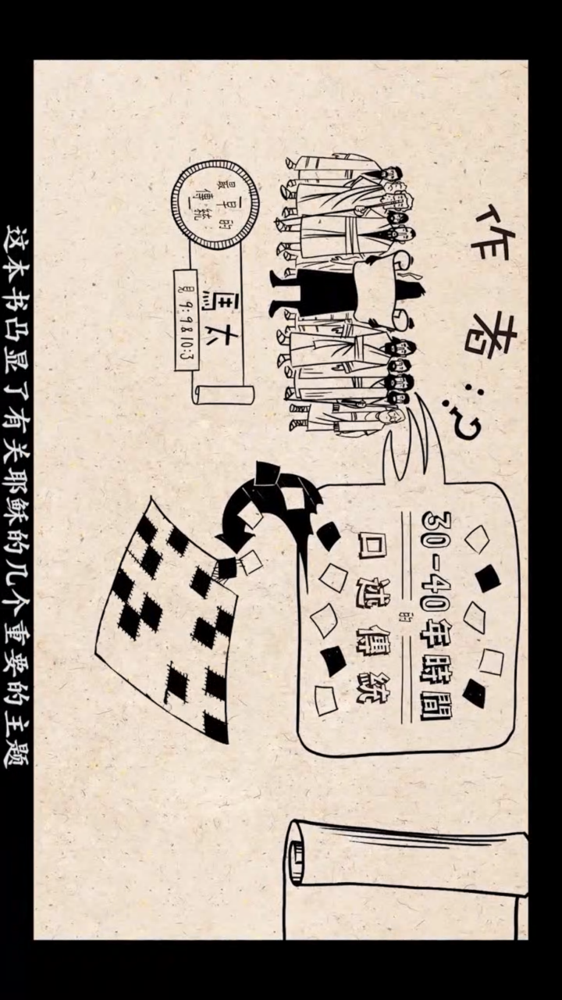 作者:?
30-40年時間
的
口述傳統
最早的
傳統:
馬太
見9:9&10:3
这本书凸显了有关耶稣的几个重要的主题